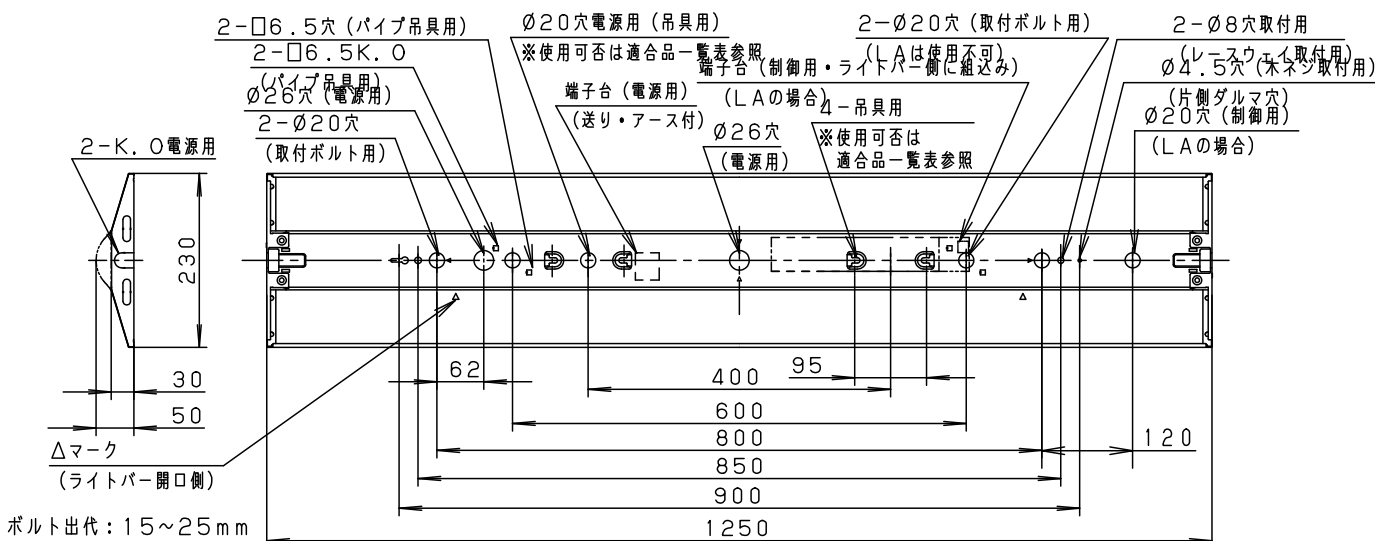 2-□6.5穴(パイプ吊具用)
2-□6.5K.O
(パイプ吊具用)
Ø26穴(電源用)
2-Ø20穴
(取付ボルト用)
Ø20穴電源用(吊具用)
※使用可否は適合品一覧表参照
端子台(電源用)
(送り・アース付)
2-Ø20穴(取付ボルト用)
(LAは使用不可)
端子台(制御用・ライトバー側に組込み)
(LAの場合)
4-吊具用
※使用可否は
適合品一覧表参照
Ø26穴
(電源用)
2-Ø8穴取付用
(レースウェイ取付用)
Ø4.5穴(木ネジ取付用)
(片側ダルマ穴)
Ø20穴(制御用)
(LAの場合)
2-K.O電源用
230
30
50
62
400
95
600
800
120
850
900
1250
△マーク
(ライトバー開口側)
ボルト出代:15~25mm